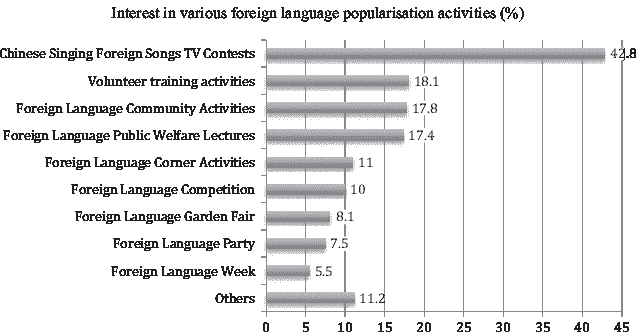 Interest in various foreign language popularisation activities (%)
Chinese Singing Foreign Songs TV Contests 42.8
Volunteer training activities 18.1
Foreign Language Community Activities 17.8
Foreign Language Public Welfare Lectures 17.4
Foreign Language Corner Activities 11
Foreign Language Competition 10
Foreign Language Garden Fair 8.1
Foreign Language Party 7.5
Foreign Language Week 5.5
Others 11.2
0 5 10 15 20 25 30 35 40 45